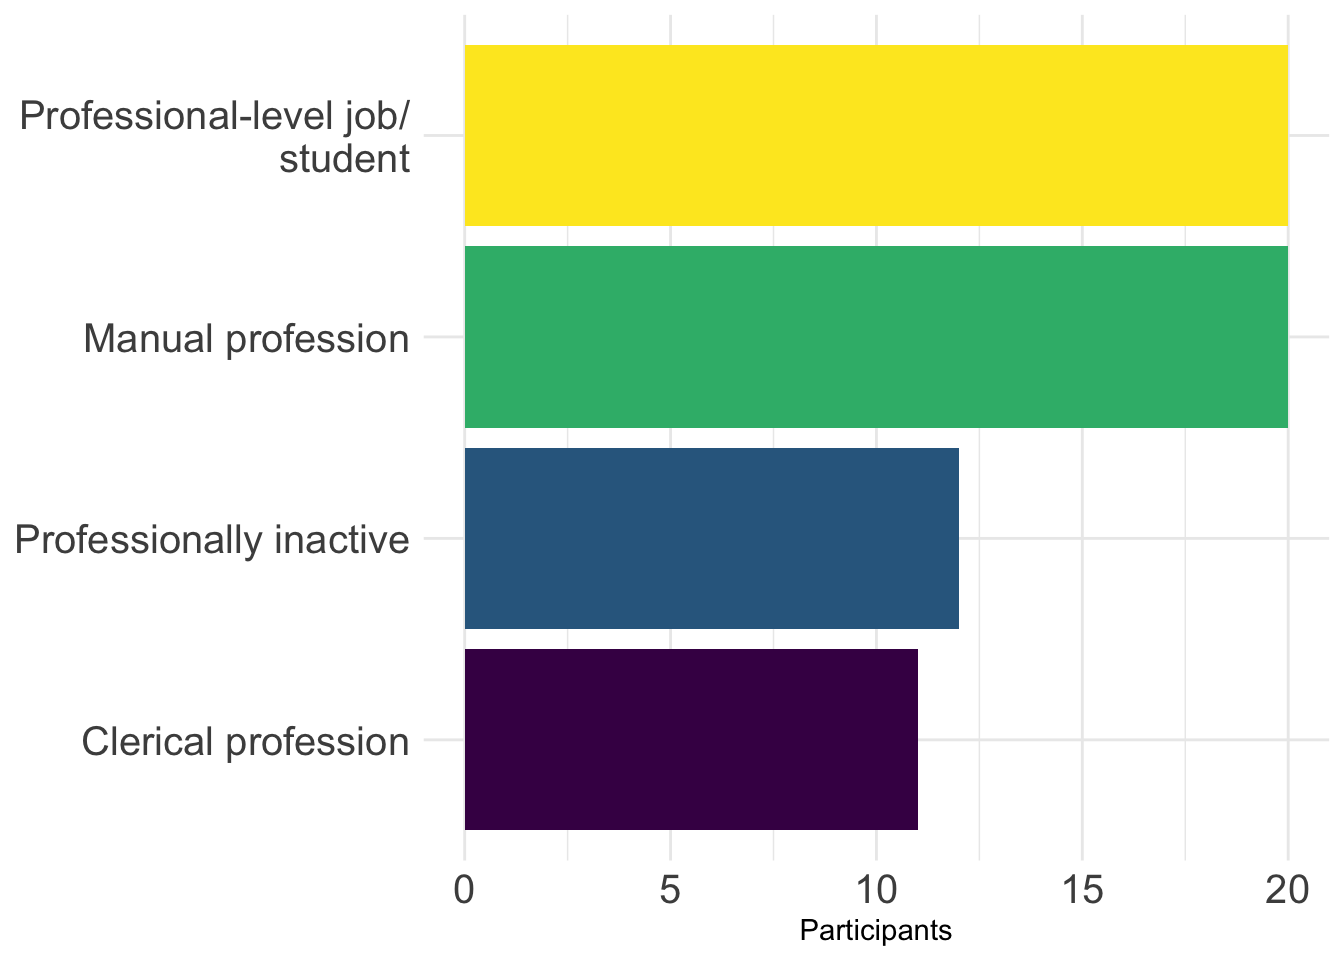 Professional-level job/
student
Manual profession
Professionally inactive
Clerical profession
0 5 10 15 20
Participants